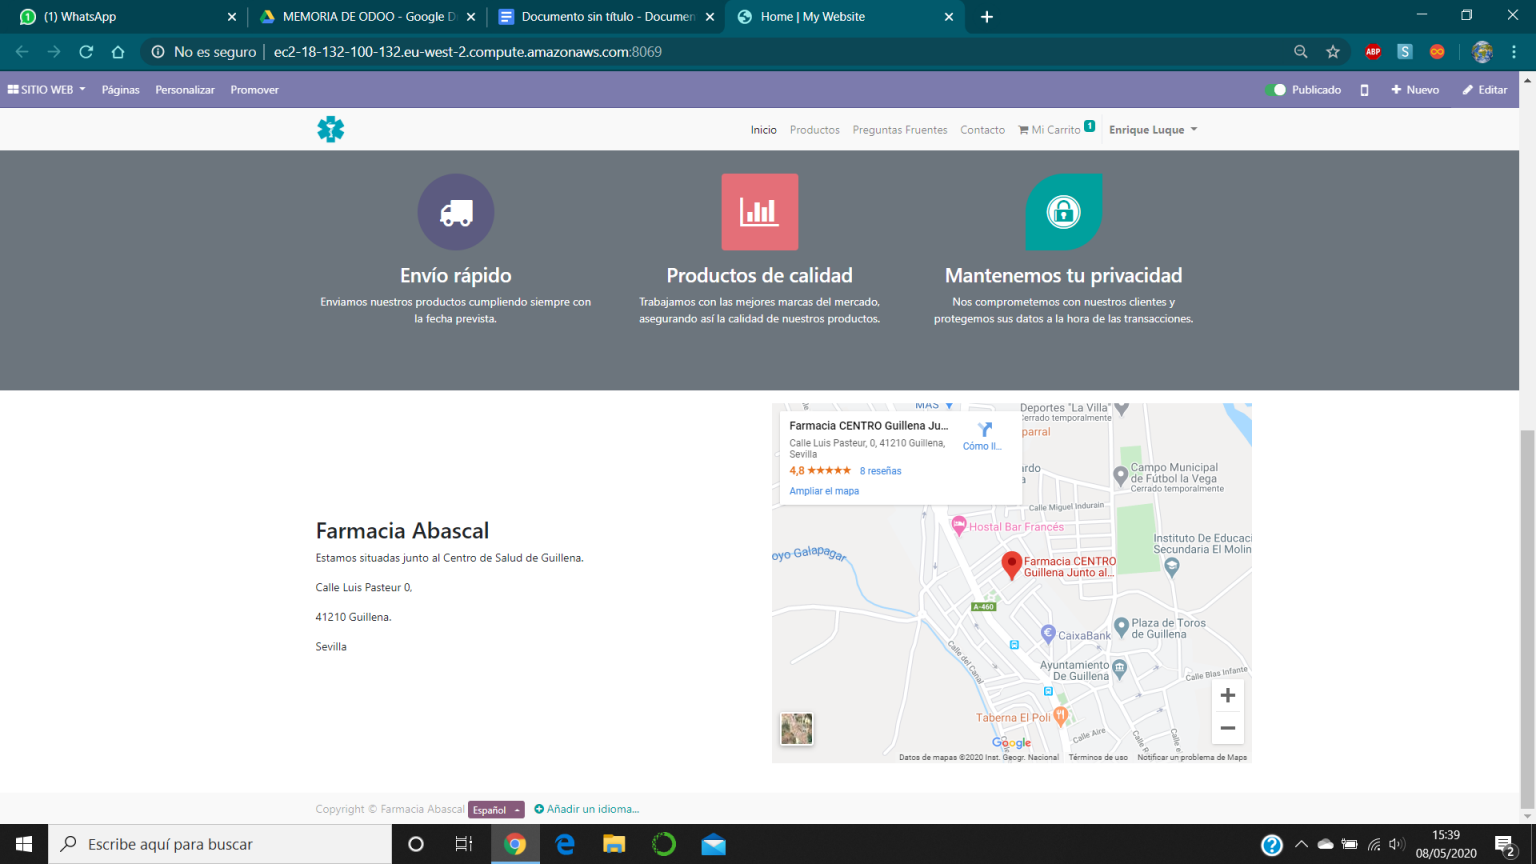 (1) WhatsApp
MEMORIA DE ODOO - Google D
Documento sin título - Documen
Home | My Website
No es seguro | ec2-18-132-100-132.eu-west-2.compute.amazonaws.com:8069
ABP
S
SITIO WEB
Páginas
Personalizar
Promover
Publicado
Nuevo
Editar
Inicio
Productos
Preguntas Fruentes
Contacto
Mi Carrito 1
Enrique Luque
Envío rápido
Enviamos nuestros productos cumpliendo siempre con
la fecha prevista.
Productos de calidad
Trabajamos con las mejores marcas del mercado,
asegurando así la calidad de nuestros productos.
Mantenemos tu privacidad
Nos comprometemos con nuestros clientes y
protegemos sus datos a la hora de las transacciones.
Farmacia Abascal
Estamos situadas junto al Centro de Salud de Guillena.
Calle Luis Pasteur 0,
41210 Guillena.
Sevilla
MAS
Deportes "La Villa"
Cerrado temporalmente
parral
Farmacia CENTRO Guillena Ju...
Calle Luis Pasteur, 0, 41210 Guillena,
Sevilla
4,8 ★★★★★ 8 reseñas
Ampliar el mapa
Cómo ll...
rdo
a
Campo Municipal
de Fútbol la Vega
Cerrado temporalmente
Calle Miguel Indurain
Hostal Bar Francés
oyo Galapagar
Instituto De Educaci
Secundaria El Molin
Farmacia CENTRO
Guillena Junto al...
A-460
CaixaBank
Plaza de Toros
de Guillena
Ayuntamiento
De Guillena
Calle del Canal
Calle Blas Infante
Taberna El Poli
Calle Aire
Google
Datos de mapas ©2020 Inst. Geogr. Nacional
Términos de uso
Notificar un problema de Maps
Copyright © Farmacia Abascal
Español
Añadir un idioma...
Escribe aquí para buscar
15:39
08/05/2020
2